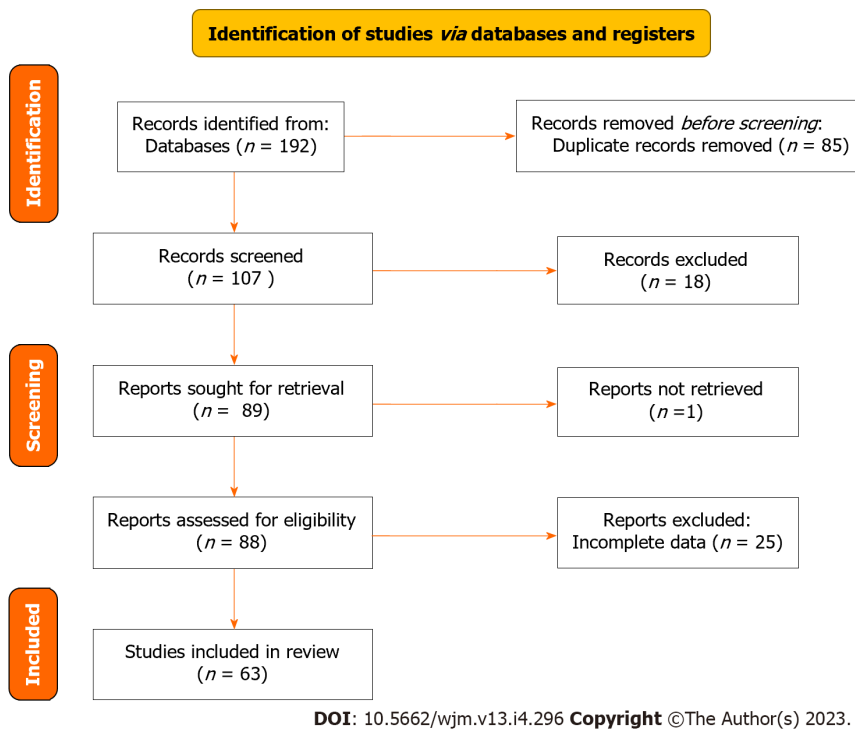 Identification of studies via databases and registers
Identification
Records identified from:
Databases (n = 192)
Records removed before screening:
Duplicate records removed (n = 85)
Records screened
(n = 107 )
Records excluded
(n = 18)
Screening
Reports sought for retrieval
(n = 89)
Reports not retrieved
(n =1)
Reports assessed for eligibility
(n = 88)
Reports excluded:
Incomplete data (n = 25)
Included
Studies included in review
(n = 63)
DOI: 10.5662/wjm.v13.i4.296 Copyright ©The Author(s) 2023.